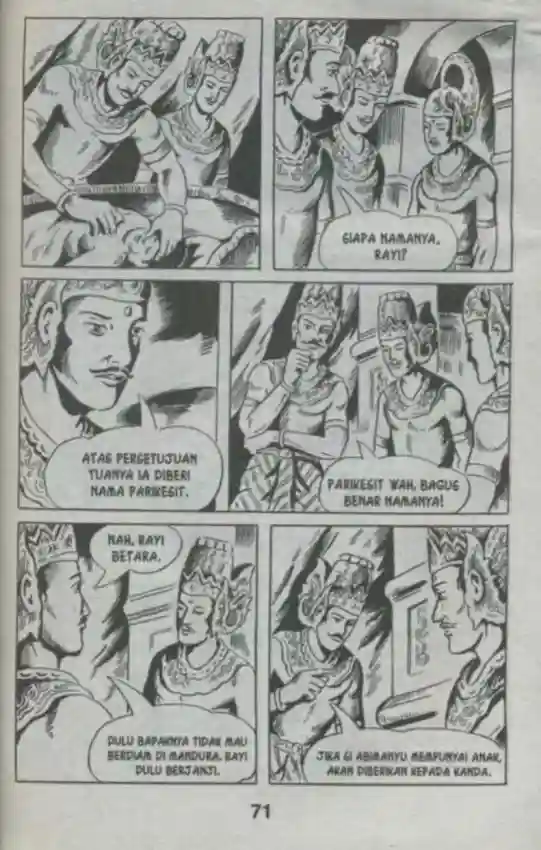 SIAPA NAMANYA,
RAYI?
ATAS PERSETUJUAN
TUANYA IA DIBERI
NAMA PARIKESIT.
PARIKESIT WAH, BAGUS
BENAR NAMANYA!
NAH, RAYI
BETARA.
DULU BAPAKNYA TIDAK MAU
BERDIAM DI MANDURA. RAYI
DULU BERJANJI.
JIKA SI ABIMANYU MEMPUNYAI ANAK,
AKAN DIBERIKAN KEPADA KANDA.
71